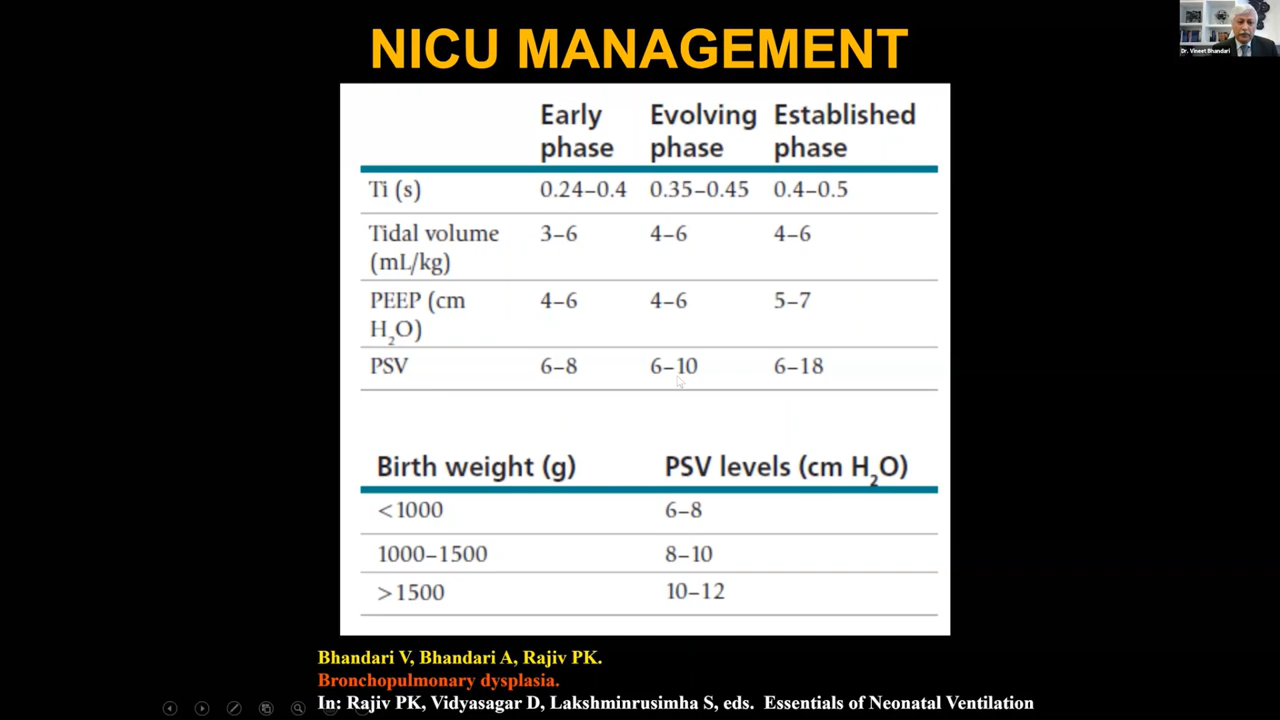 NICU MANAGEMENT
Dr. Vineet Bhandari
Early phase Evolving phase Established phase
Ti (s) 0.24–0.4 0.35–0.45 0.4–0.5
Tidal volume (mL/kg) 3–6 4–6 4–6
PEEP (cm H₂O) 4–6 4–6 5–7
PSV 6–8 6–10 6–18
Birth weight (g) PSV levels (cm H₂O)
<1000 6–8
1000–1500 8–10
>1500 10–12
Bhandari V, Bhandari A, Rajiv PK.
Bronchopulmonary dysplasia.
In: Rajiv PK, Vidyasagar D, Lakshminrusimha S, eds. Essentials of Neonatal Ventilation